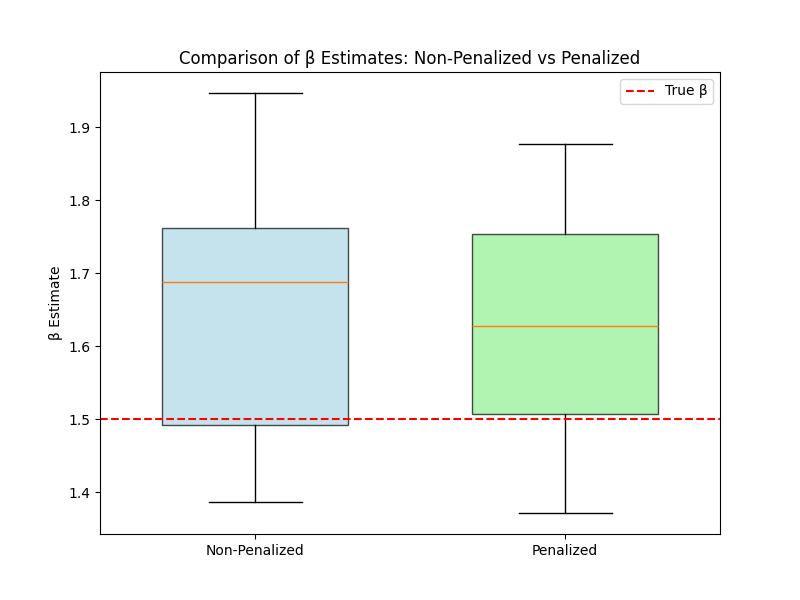 Comparison of β Estimates: Non-Penalized vs Penalized
True β
1.9
1.8
1.7
1.6
1.5
1.4
β Estimate
Non-Penalized
Penalized